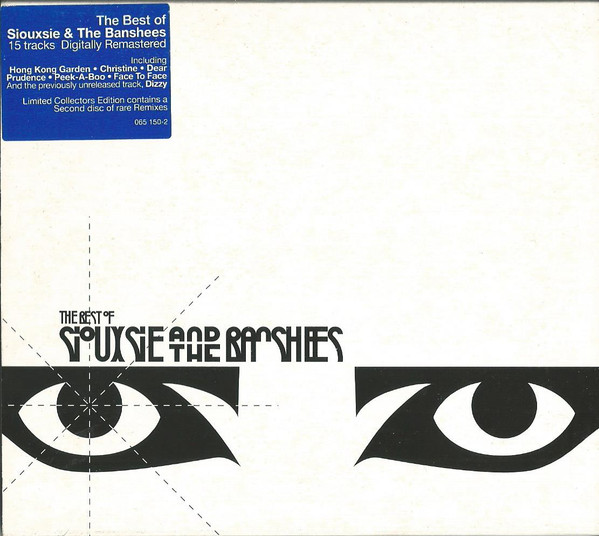 The Best of
Siouxsie & The Banshees
15 tracks Digitally Remastered
Including
Hong Kong Garden • Christine • Dear
Prudence • Peek-A-Boo • Face To Face
And the previously unreleased track, Dizzy
Limited Collectors Edition contains a
Second disc of rare Remixes
065 150-2
THE BEST OF
SIOUXSIE AND THE BANSHEES